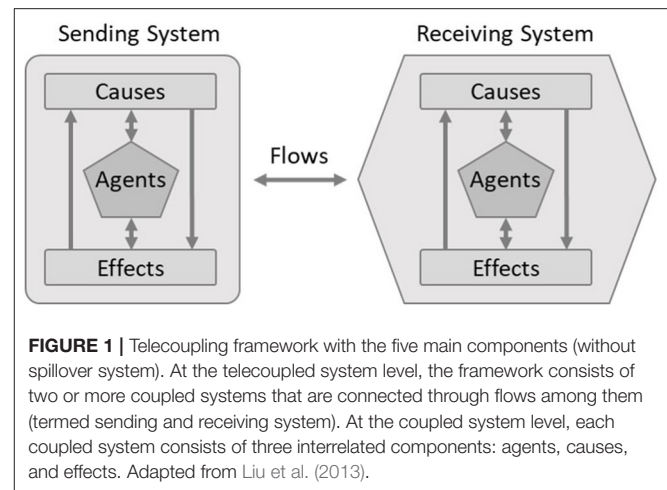 Sending System
Receiving System
Causes
Agents
Effects
Flows
Causes
Agents
Effects
FIGURE 1 | Telecoupling framework with the five main components (without
spillover system). At the telecoupled system level, the framework consists of
two or more coupled systems that are connected through flows among them
(termed sending and receiving system). At the coupled system level, each
coupled system consists of three interrelated components: agents, causes,
and effects. Adapted from Liu et al. (2013).